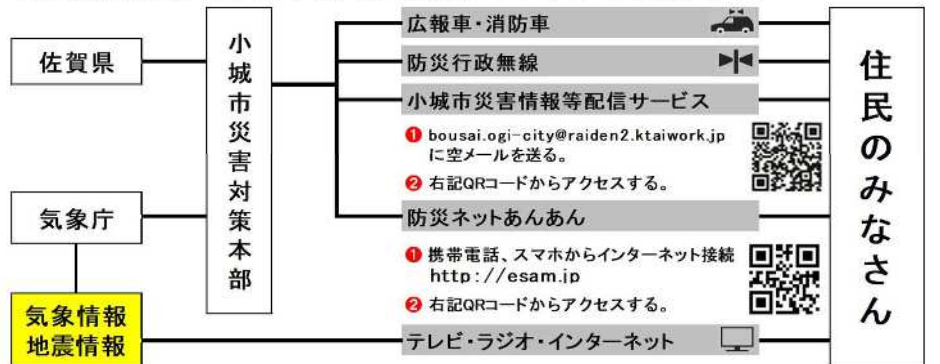 佐賀県
気象庁
気象情報
地震情報
小城市災害対策本部
広報車・消防車
防災行政無線
小城市災害情報等配信サービス
❶ bousai.ogi-city@raiden2.ktaiwork.jp
に空メールを送る。
❷ 右記QRコードからアクセスする。
防災ネットあんあん
❶ 携帯電話、スマホからインターネット接続
http://esam.jp
❷ 右記QRコードからアクセスする。
テレビ・ラジオ・インターネット
住民のみなさん